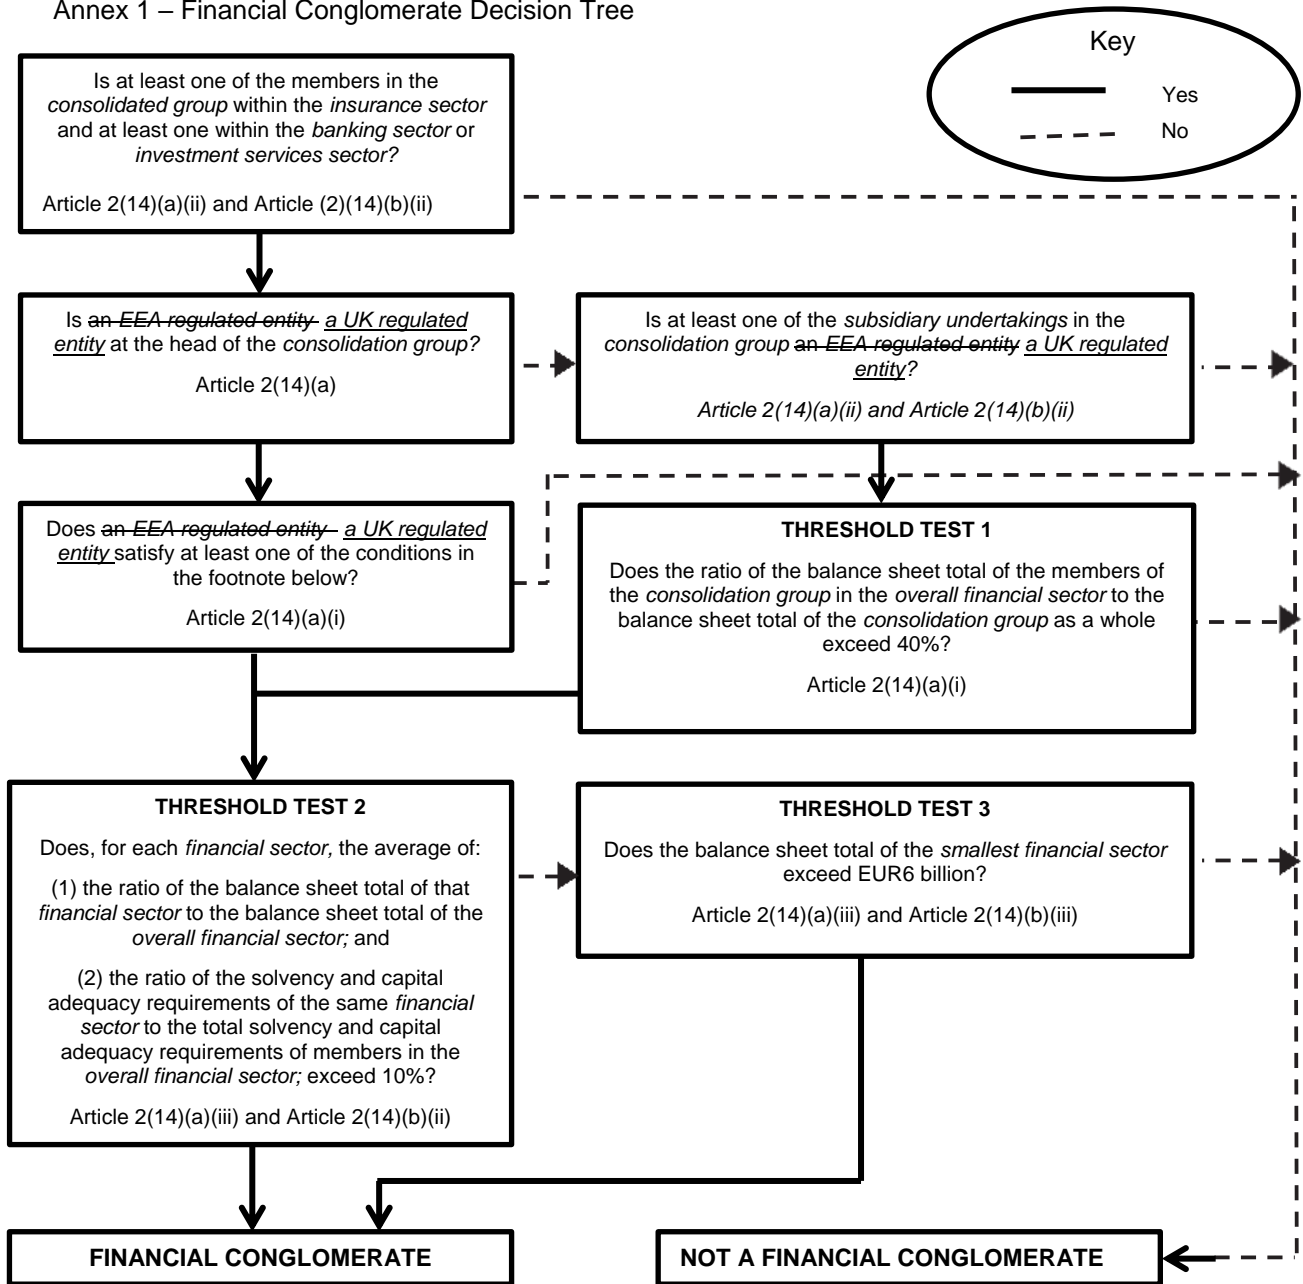 Annex 1 – Financial Conglomerate Decision Tree
Key
Yes
No
Is at least one of the members in the
consolidated group within the insurance sector
and at least one within the banking sector or
investment services sector?
Article 2(14)(a)(ii) and Article (2)(14)(b)(ii)
Is an EEA regulated entity a UK regulated
entity at the head of the consolidation group?
Article 2(14)(a)
Is at least one of the subsidiary undertakings in the
consolidation group an EEA regulated entity a UK regulated
entity?
Article 2(14)(a)(ii) and Article 2(14)(b)(ii)
Does an EEA regulated entity a UK regulated
entity satisfy at least one of the conditions in
the footnote below?
Article 2(14)(a)(i)
THRESHOLD TEST 1
Does the ratio of the balance sheet total of the members of
the consolidation group in the overall financial sector to the
balance sheet total of the consolidation group as a whole
exceed 40%?
Article 2(14)(a)(i)
THRESHOLD TEST 2
Does, for each financial sector, the average of:
(1) the ratio of the balance sheet total of that
financial sector to the balance sheet total of the
overall financial sector; and
(2) the ratio of the solvency and capital
adequacy requirements of the same financial
sector to the total solvency and capital
adequacy requirements of members in the
overall financial sector; exceed 10%?
Article 2(14)(a)(iii) and Article 2(14)(b)(ii)
THRESHOLD TEST 3
Does the balance sheet total of the smallest financial sector
exceed EUR6 billion?
Article 2(14)(a)(iii) and Article 2(14)(b)(iii)
FINANCIAL CONGLOMERATE
NOT A FINANCIAL CONGLOMERATE